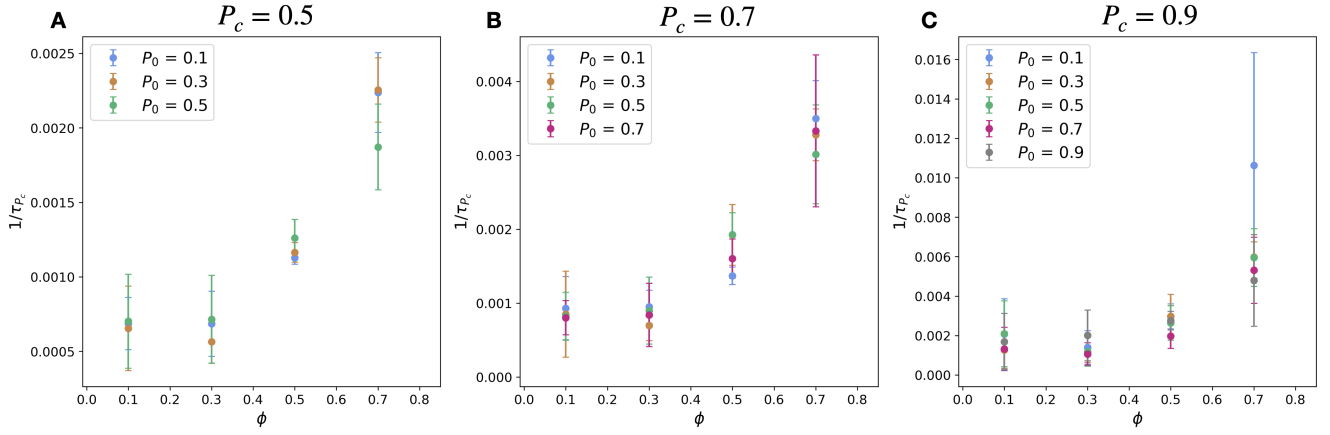 A
P_c = 0.5
1/τ_{P_c}
0.0025
0.0020
0.0015
0.0010
0.0005
P_0 = 0.1
P_0 = 0.3
P_0 = 0.5
0.0 0.1 0.2 0.3 0.4 0.5 0.6 0.7 0.8
ϕ
B
P_c = 0.7
1/τ_{P_c}
0.004
0.003
0.002
0.001
0.000
P_0 = 0.1
P_0 = 0.3
P_0 = 0.5
P_0 = 0.7
0.0 0.1 0.2 0.3 0.4 0.5 0.6 0.7 0.8
ϕ
C
P_c = 0.9
1/τ_{P_c}
0.016
0.014
0.012
0.010
0.008
0.006
0.004
0.002
0.000
P_0 = 0.1
P_0 = 0.3
P_0 = 0.5
P_0 = 0.7
P_0 = 0.9
0.0 0.1 0.2 0.3 0.4 0.5 0.6 0.7 0.8
ϕ